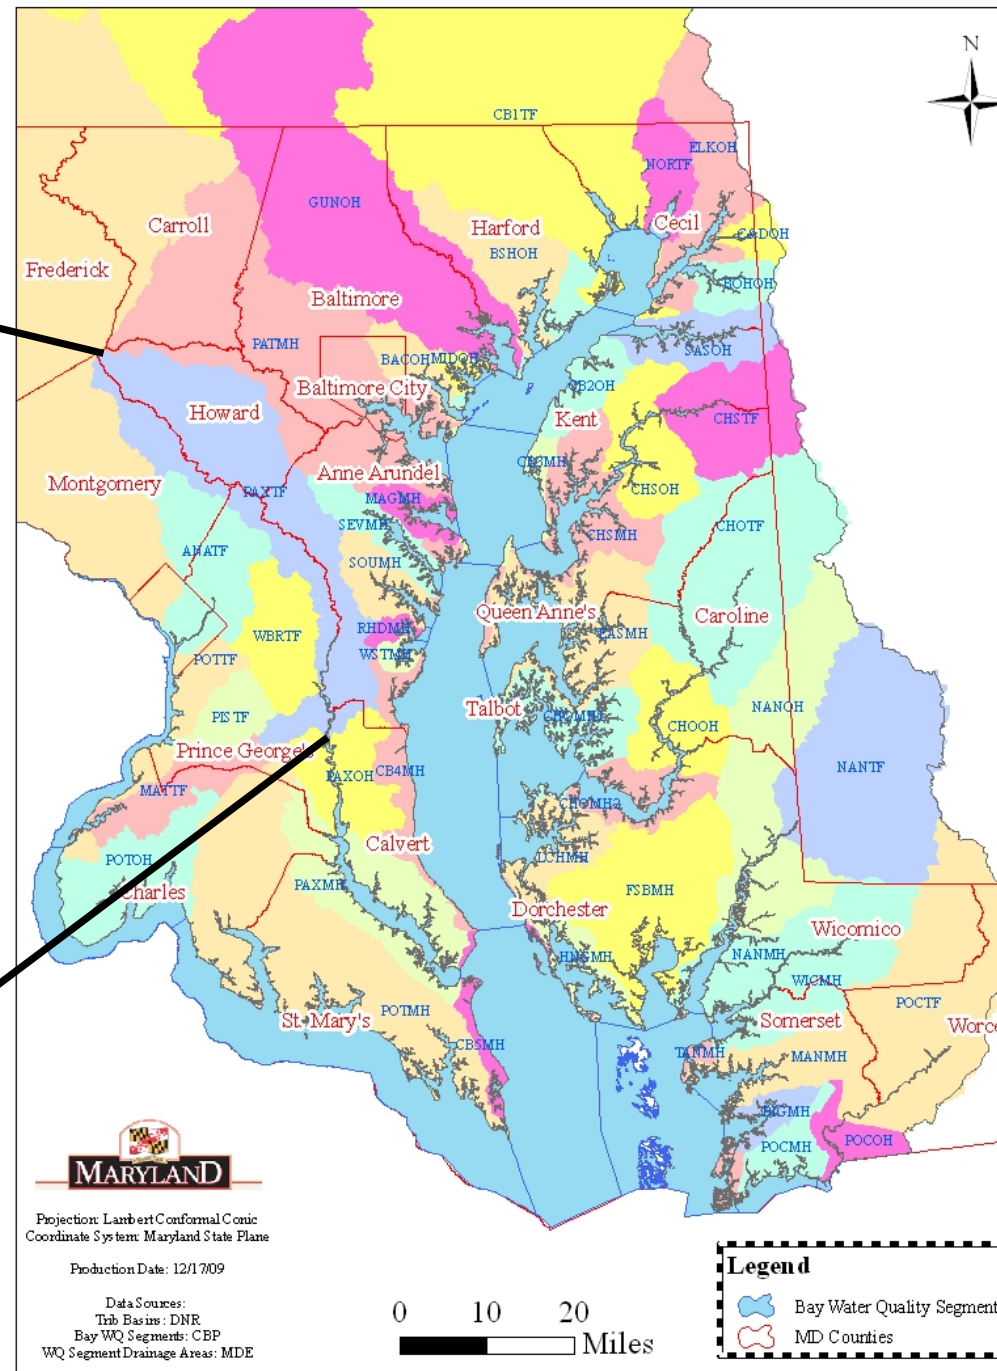 N
CB1TF
ELKOH
NORTF
GUNOH
Carroll
Harford
Cecil
C&DOH
BSHOH
Frederick
BOHOH
Baltimore
PATMH
SASOH
BACOH
MIDOH
Baltimore City
CB2OH
Howard
Kent
CHSTF
CB3MH
Anne Arundel
Montgomery
PAXTF
CHSOH
MAGMH
SEVMH
CHOTF
CHSMH
ANATF
SOUMH
Queen Anne's
Caroline
RHDMH
WBRTF
EASMH
WSTMH
POTTF
Talbot
NANOH
PISTF
CHOMH1
CHOOH
Prince George's
NANTF
PAXOH
CB4MH
MATTF
CHOMH2
Calvert
POTOH
LCHMH
PAXMH
Charles
FSBMH
Dorchester
Wicomico
HNGMH
NANMH
WICMH
POTMH
POCTF
St. Mary's
Somerset
Worce
CB5MH
TANMH
MANMH
BIGMH
POCOH
POCMH
MARYLAND
Projection: Lambert Conformal Conic
Coordinate System: Maryland State Plane
Production Date: 12/17/09
Data Sources:
Trib Basins: DNR
Bay WQ Segments: CBP
WQ Segment Drainage Areas: MDE
0 10 20
Miles
Legend
Bay Water Quality Segment
MD Counties